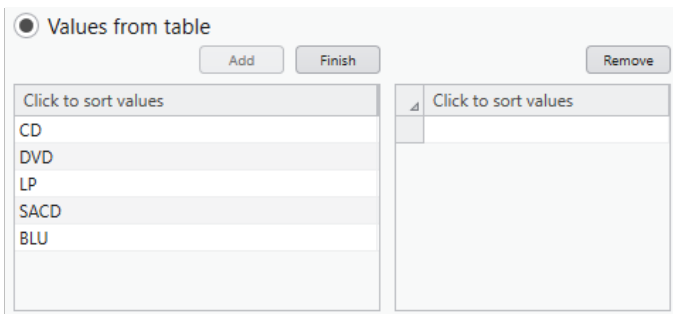 Values from table
Add Finish Remove
Click to sort values Click to sort values
CD
DVD
LP
SACD
BLU